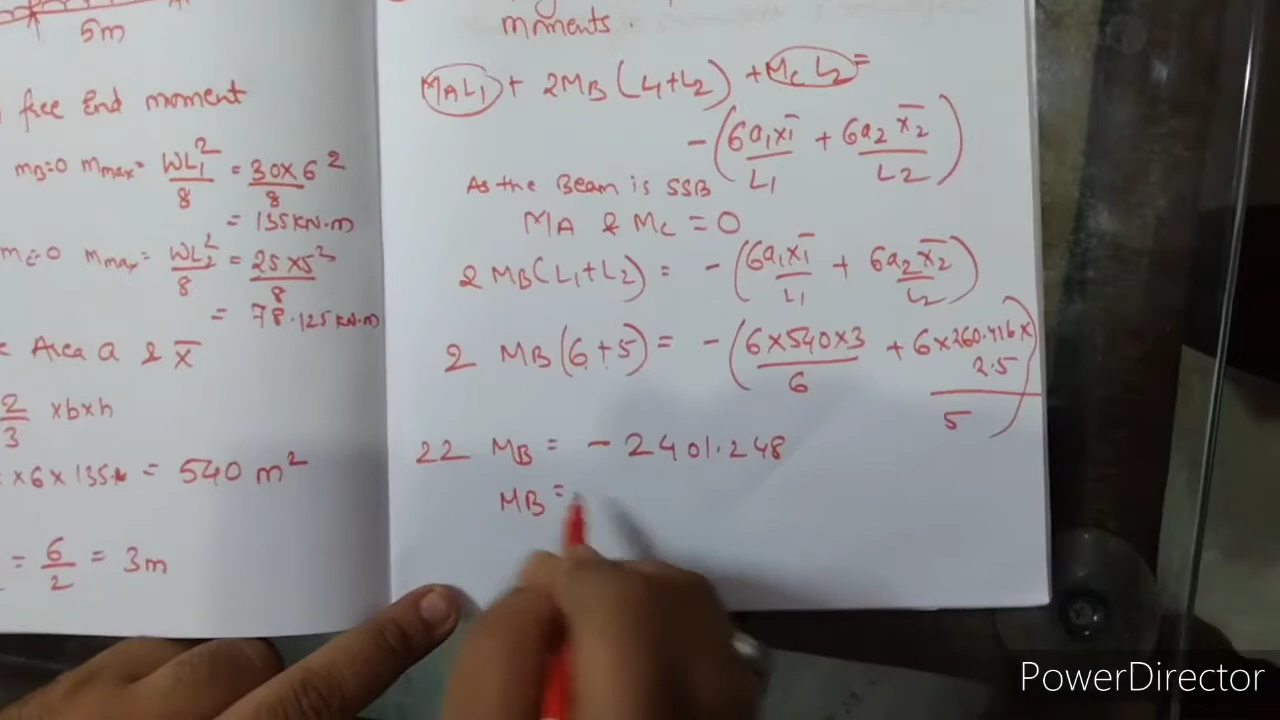 5m
free End moment
MB=0 Mmax= WL₁²/8 = 30×6²/8
= 135KN.m
Mc=0 Mmax= WL₂²/8 = 25×5²/8
= 78.125KN.m
Area a & x̄
2/3 ×b×h
×6×135 = 540 m²
= 6/2 = 3m
moments.
MAL₁ + 2MB(L₁+L₂) + McL₂ =
-(6a₁x̄₁/L₁ + 6a₂x̄₂/L₂)
As the Beam is SSB
MA & Mc = 0
2MB(L₁+L₂) = -(6a₁x̄₁/L₁ + 6a₂x̄₂/L₂)
2 MB(6+5) = -(6×540×3/6 + 6×260.416×2.5/5)
22 MB = -2401.248
MB =
PowerDirector